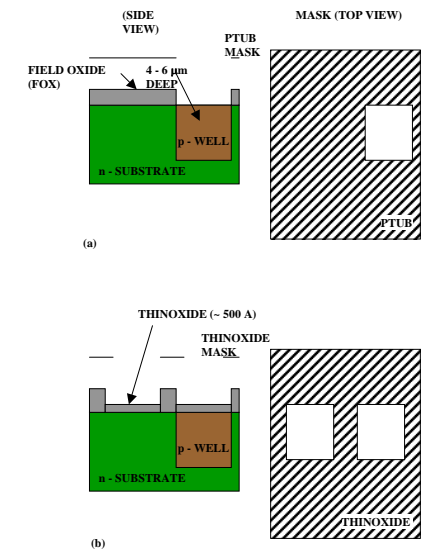 (SIDE
VIEW)
MASK (TOP VIEW)
PTUB
MASK
FIELD OXIDE
(FOX)
4 - 6 µm
DEEP
p - WELL
n - SUBSTRATE
PTUB
(a)
THINOXIDE (~ 500 A)
THINOXIDE
MASK
p - WELL
n - SUBSTRATE
THINOXIDE
(b)